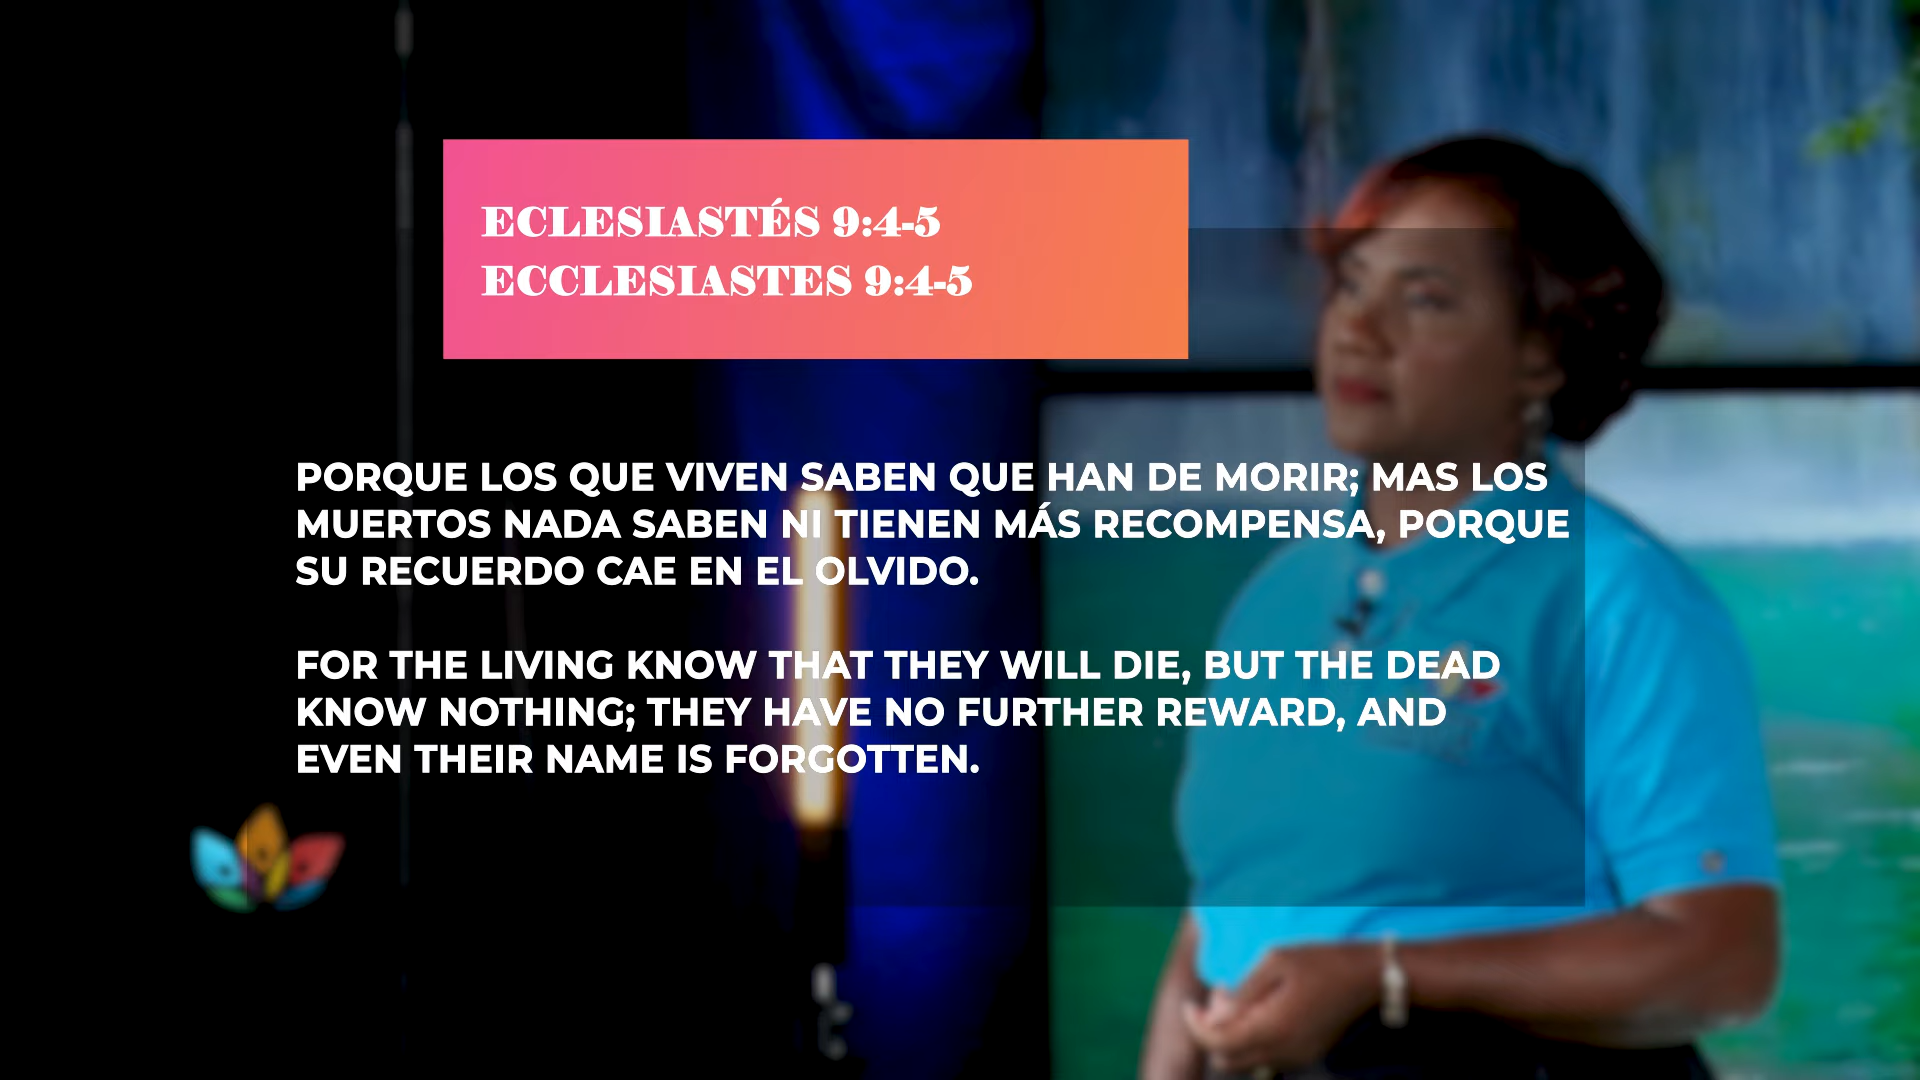 ECLESIASTÉS 9:4-5
ECCLESIASTES 9:4-5
PORQUE LOS QUE VIVEN SABEN QUE HAN DE MORIR; MAS LOS
MUERTOS NADA SABEN NI TIENEN MÁS RECOMPENSA, PORQUE
SU RECUERDO CAE EN EL OLVIDO.
FOR THE LIVING KNOW THAT THEY WILL DIE, BUT THE DEAD
KNOW NOTHING; THEY HAVE NO FURTHER REWARD, AND
EVEN THEIR NAME IS FORGOTTEN.